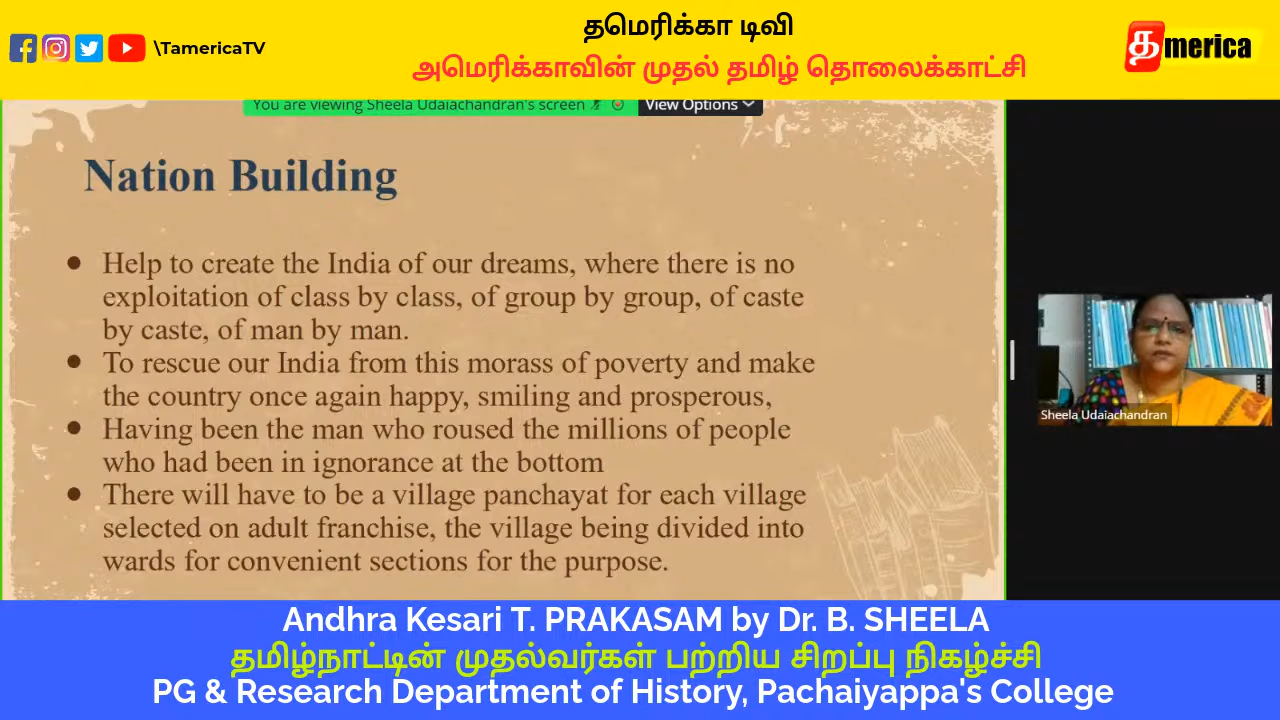 \TamericaTV
தமெரிக்கா டிவி
அமெரிக்காவின் முதல் தமிழ் தொலைக்காட்சி
தmerica
You are viewing Sheela Udaiachandran's screen
View Options
Nation Building
● Help to create the India of our dreams, where there is no
exploitation of class by class, of group by group, of caste
by caste, of man by man.
● To rescue our India from this morass of poverty and make
the country once again happy, smiling and prosperous,
● Having been the man who roused the millions of people
who had been in ignorance at the bottom
● There will have to be a village panchayat for each village
selected on adult franchise, the village being divided into
wards for convenient sections for the purpose.
Sheela Udaiachandran
Andhra Kesari T. PRAKASAM by Dr. B. SHEELA
தமிழ்நாட்டின் முதல்வர்கள் பற்றிய சிறப்பு நிகழ்ச்சி
PG & Research Department of History, Pachaiyappa's College